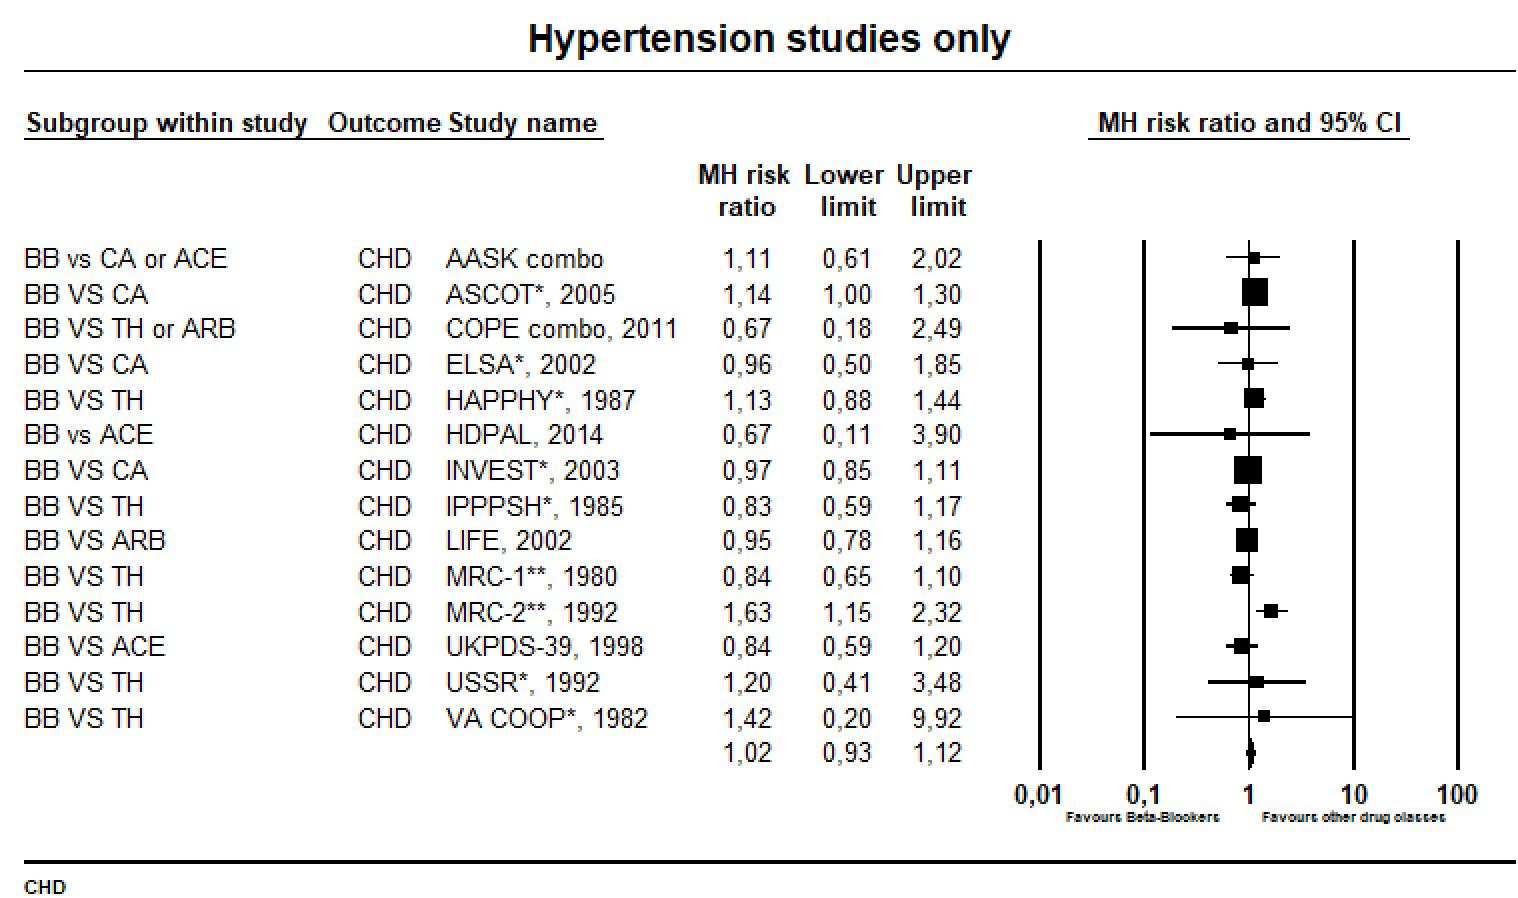 Hypertension studies only
Subgroup within study Outcome Study name MH risk ratio and 95% CI
MH risk Lower Upper
ratio limit limit
BB vs CA or ACE CHD AASK combo 1,11 0,61 2,02
BB VS CA CHD ASCOT*, 2005 1,14 1,00 1,30
BB VS TH or ARB CHD COPE combo, 2011 0,67 0,18 2,49
BB VS CA CHD ELSA*, 2002 0,96 0,50 1,85
BB VS TH CHD HAPPHY*, 1987 1,13 0,88 1,44
BB vs ACE CHD HDPAL, 2014 0,67 0,11 3,90
BB VS CA CHD INVEST*, 2003 0,97 0,85 1,11
BB VS TH CHD IPPPSH*, 1985 0,83 0,59 1,17
BB VS ARB CHD LIFE, 2002 0,95 0,78 1,16
BB VS TH CHD MRC-1**, 1980 0,84 0,65 1,10
BB VS TH CHD MRC-2**, 1992 1,63 1,15 2,32
BB VS ACE CHD UKPDS-39, 1998 0,84 0,59 1,20
BB VS TH CHD USSR*, 1992 1,20 0,41 3,48
BB VS TH CHD VA COOP*, 1982 1,42 0,20 9,92
1,02 0,93 1,12
0,01 0,1 1 10 100
Favours Beta-Blockers Favours other drug classes
CHD